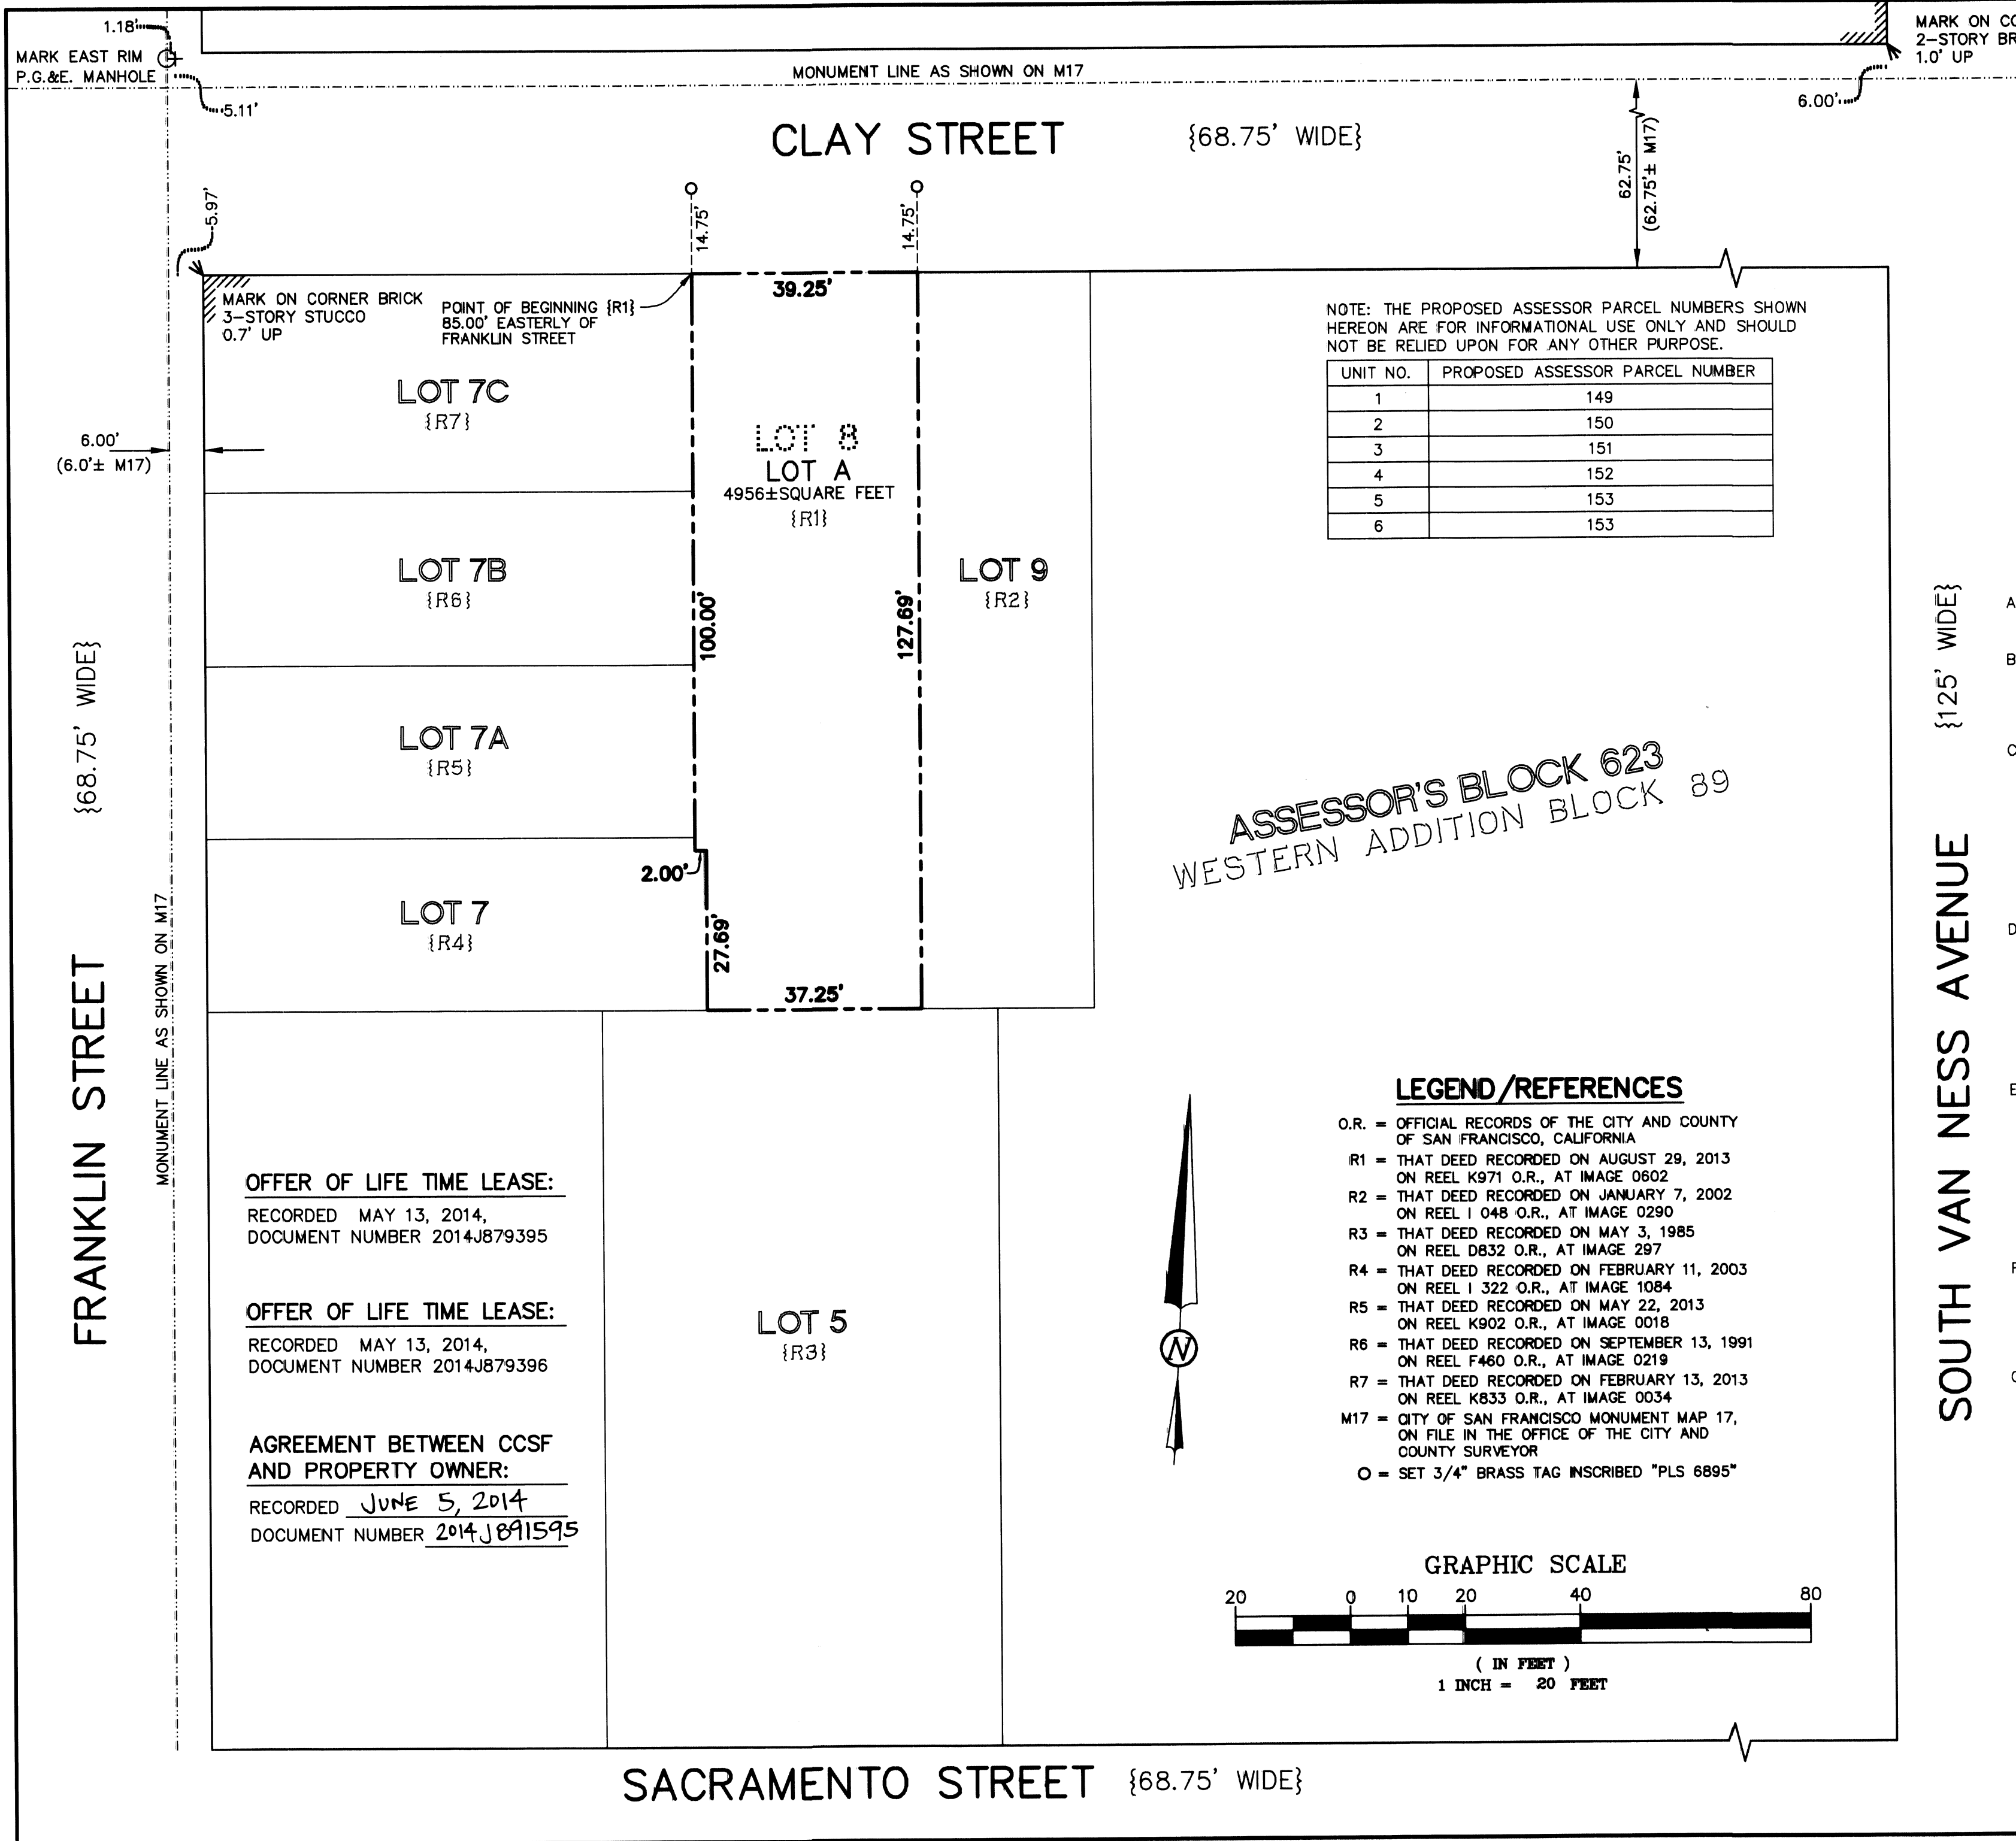 1.18'
MARK EAST RIM
P.G.&E. MANHOLE
5.11'
MONUMENT LINE AS SHOWN ON M17
MARK ON CO
2-STORY BR
1.0' UP
6.00'
CLAY STREET {68.75' WIDE}
62.75'
(62.75'± M17)
5.97'
14.75'
14.75'
39.25'
MARK ON CORNER BRICK
3-STORY STUCCO
0.7' UP
POINT OF BEGINNING {R1}
85.00' EASTERLY OF
FRANKLIN STREET
LOT 7C
{R7}
6.00'
(6.0'± M17)
LOT 8
LOT A
4956±SQUARE FEET
{R1}
LOT 7B
{R6}
100.00'
127.69'
LOT 9
{R2}
LOT 7A
{R5}
2.00'
LOT 7
{R4}
27.69'
37.25'
NOTE: THE PROPOSED ASSESSOR PARCEL NUMBERS SHOWN
HEREON ARE FOR INFORMATIONAL USE ONLY AND SHOULD
NOT BE RELIED UPON FOR ANY OTHER PURPOSE.
UNIT NO. PROPOSED ASSESSOR PARCEL NUMBER
1 149
2 150
3 151
4 152
5 153
6 153
ASSESSOR'S BLOCK 623
WESTERN ADDITION BLOCK 89
{68.75' WIDE}
FRANKLIN STREET
MONUMENT LINE AS SHOWN ON M17
{125' WIDE}
SOUTH VAN NESS AVENUE
A
B
C
D
E
OFFER OF LIFE TIME LEASE:
RECORDED MAY 13, 2014,
DOCUMENT NUMBER 2014J879395
OFFER OF LIFE TIME LEASE:
RECORDED MAY 13, 2014,
DOCUMENT NUMBER 2014J879396
AGREEMENT BETWEEN CCSF
AND PROPERTY OWNER:
RECORDED JUNE 5, 2014
DOCUMENT NUMBER 2014J891595
LOT 5
{R3}
N
LEGEND/REFERENCES
O.R. = OFFICIAL RECORDS OF THE CITY AND COUNTY
OF SAN FRANCISCO, CALIFORNIA
R1 = THAT DEED RECORDED ON AUGUST 29, 2013
ON REEL K971 O.R., AT IMAGE 0602
R2 = THAT DEED RECORDED ON JANUARY 7, 2002
ON REEL I 048 O.R., AT IMAGE 0290
R3 = THAT DEED RECORDED ON MAY 3, 1985
ON REEL D832 O.R., AT IMAGE 297
R4 = THAT DEED RECORDED ON FEBRUARY 11, 2003
ON REEL I 322 O.R., AT IMAGE 1084
R5 = THAT DEED RECORDED ON MAY 22, 2013
ON REEL K902 O.R., AT IMAGE 0018
R6 = THAT DEED RECORDED ON SEPTEMBER 13, 1991
ON REEL F460 O.R., AT IMAGE 0219
R7 = THAT DEED RECORDED ON FEBRUARY 13, 2013
ON REEL K833 O.R., AT IMAGE 0034
M17 = CITY OF SAN FRANCISCO MONUMENT MAP 17,
ON FILE IN THE OFFICE OF THE CITY AND
COUNTY SURVEYOR
O = SET 3/4" BRASS TAG INSCRIBED "PLS 6895"
GRAPHIC SCALE
20 0 10 20 40 80
( IN FEET )
1 INCH = 20 FEET
SACRAMENTO STREET {68.75' WIDE}